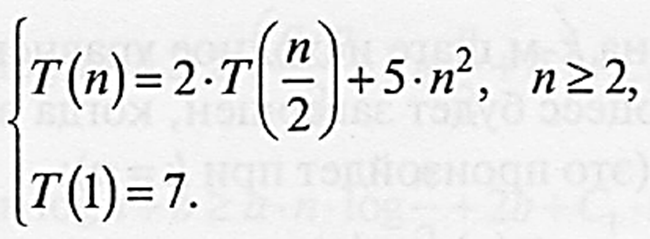 T(n) = 2 · T(n/2) + 5 · n², n ≥ 2,
T(1) = 7.